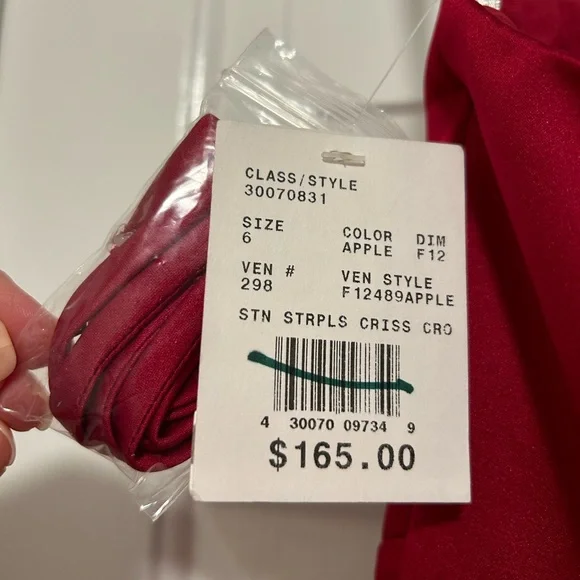 CLASS/STYLE
30070831
SIZE COLOR DIM
6 APPLE F12
VEN # VEN STYLE
298 F12489APPLE
STN STRPLS CRISS CRO
4 30070 09734 9
$165.00